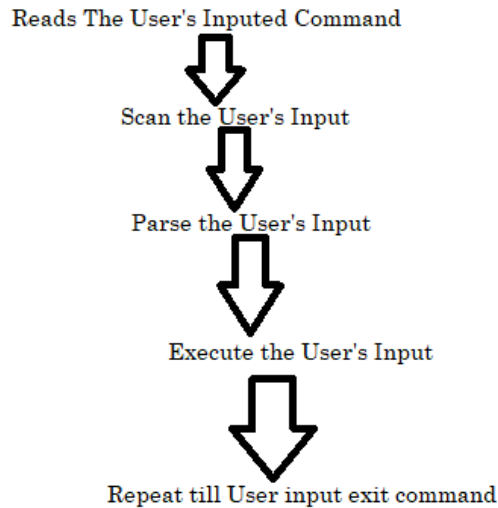 Reads The User's Inputed Command
Scan the User's Input
Parse the User's Input
Execute the User's Input
Repeat till User input exit command